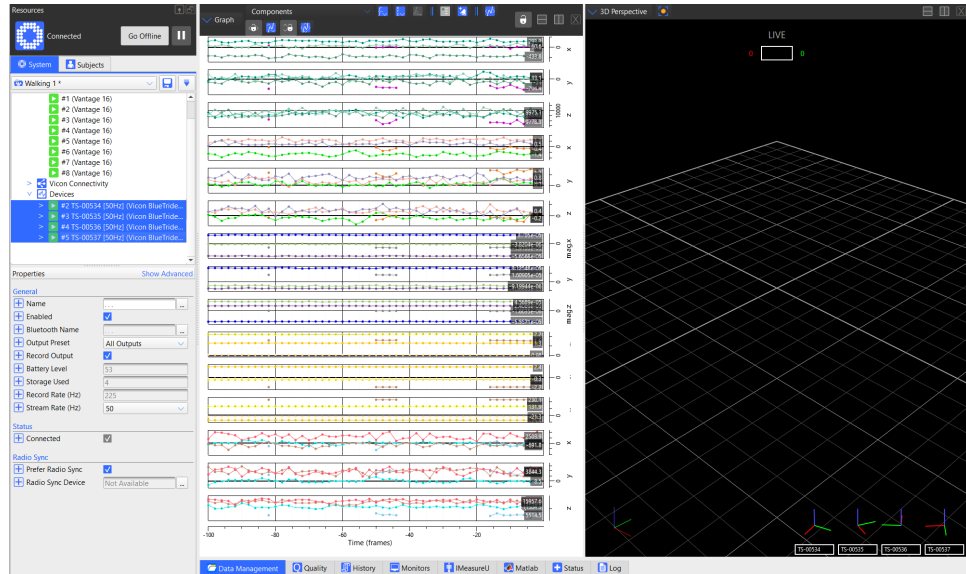 Resources
Connected
Go Offline
System
Subjects
Walking 1 *
#1 (Vantage 16)
#2 (Vantage 16)
#3 (Vantage 16)
#4 (Vantage 16)
#5 (Vantage 16)
#6 (Vantage 16)
#7 (Vantage 16)
#8 (Vantage 16)
Vicon Connectivity
Devices
#2 TS-00534 [50Hz] (Vicon BlueTride...
#3 TS-00535 [50Hz] (Vicon BlueTride...
#4 TS-00536 [50Hz] (Vicon BlueTride...
#5 TS-00537 [50Hz] (Vicon BlueTride...
Properties
Show Advanced
General
Name
Enabled
Bluetooth Name
Output Preset
All Outputs
Record Output
Battery Level
53
Storage Used
4
Record Rate (Hz)
225
Stream Rate (Hz)
50
Status
Connected
Radio Sync
Prefer Radio Sync
Radio Sync Device
Not Available
Graph
Components
x
y
z
10000
x
y
z
mag.x
y
mag.z
x
y
z
-100
-80
-60
-40
-20
Time (frames)
3D Perspective
LIVE
0
0
TS-00534
TS-00535
TS-00536
TS-00537
Data Management
Quality
History
Monitors
IMeasureU
Matlab
Status
Log